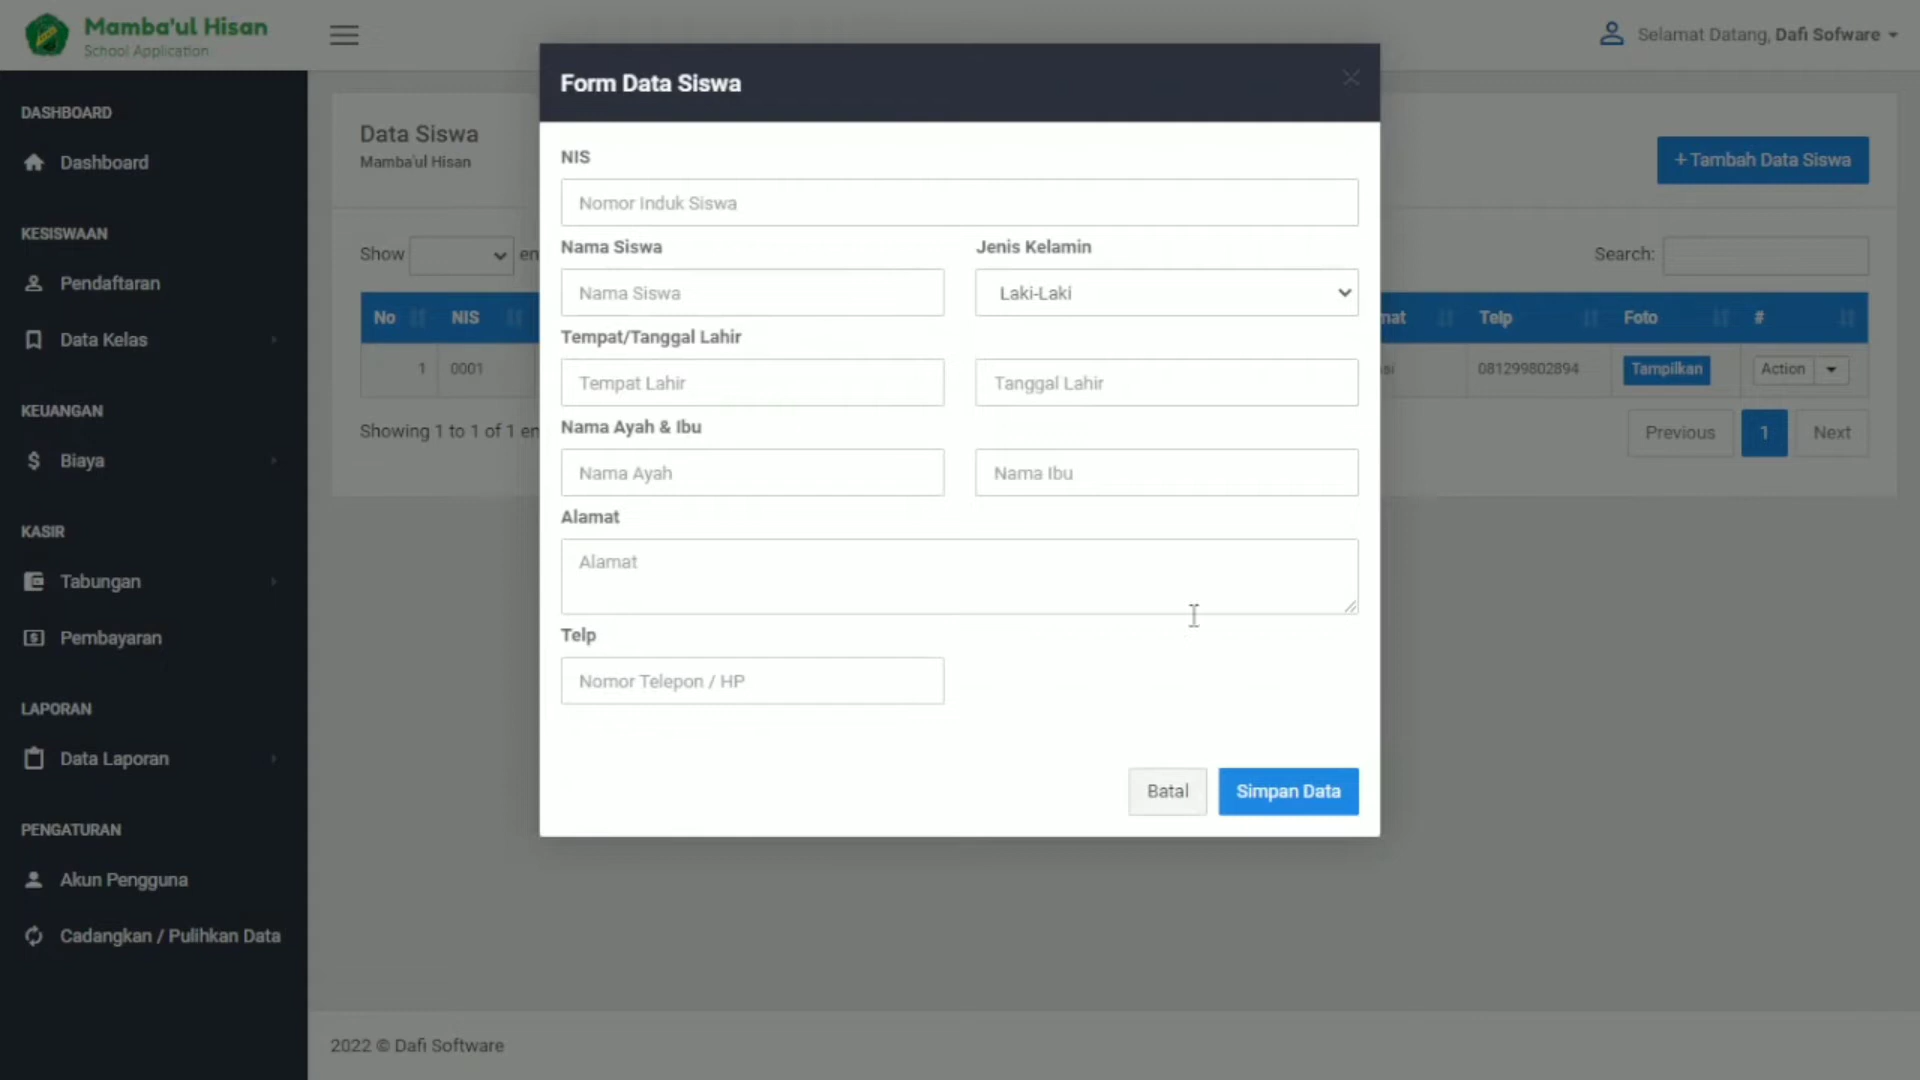 Mamba'ul Hisan
School Application
Selamat Datang, Dafi Sofware
DASHBOARD
Dashboard
KESISWAAN
Pendaftaran
Data Kelas
KEUANGAN
Biaya
KASIR
Tabungan
Pembayaran
LAPORAN
Data Laporan
PENGATURAN
Akun Pengguna
Cadangkan / Pulihkan Data
Data Siswa
Mamba'ul Hisan
+ Tambah Data Siswa
Show en
Search:
No NIS mat Telp Foto #
1 0001 si 081299802894 Tampilkan Action
Showing 1 to 1 of 1 en
Previous 1 Next
Form Data Siswa
NIS
Nomor Induk Siswa
Nama Siswa Jenis Kelamin
Nama Siswa Laki-Laki
Tempat/Tanggal Lahir
Tempat Lahir Tanggal Lahir
Nama Ayah & Ibu
Nama Ayah Nama Ibu
Alamat
Alamat
Telp
Nomor Telepon / HP
Batal Simpan Data
2022 © Dafi Software